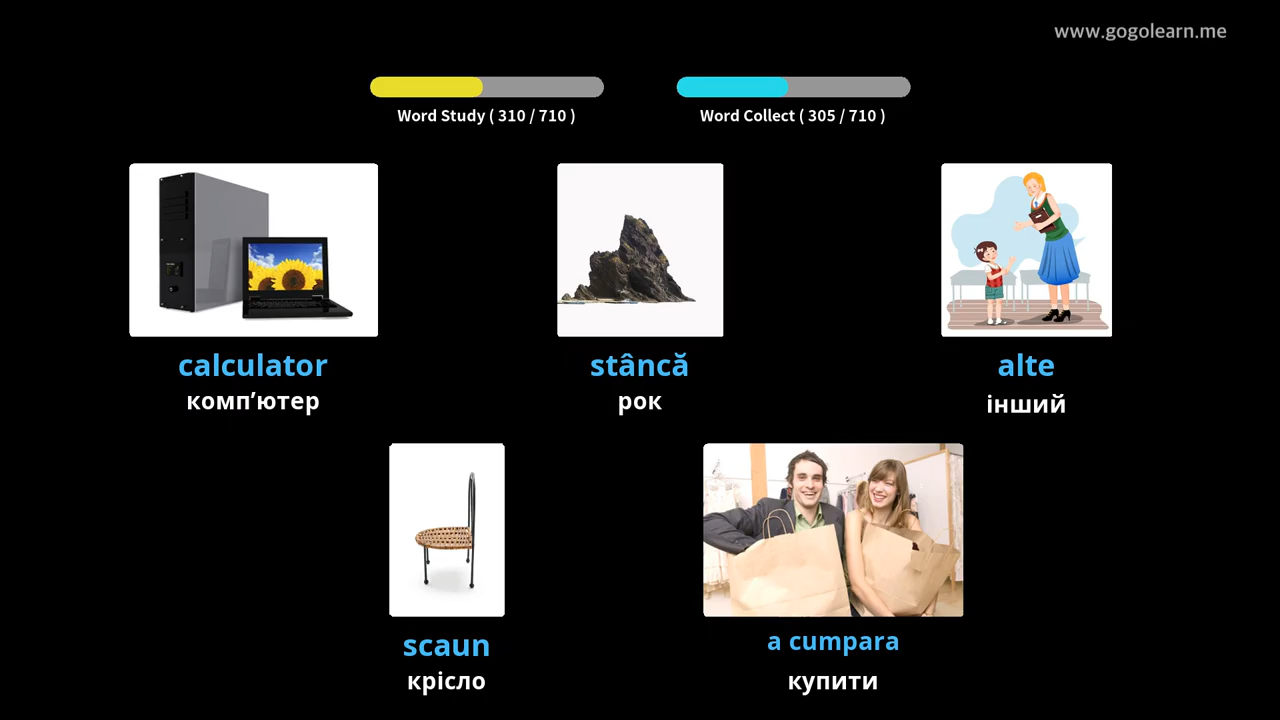 www.gogolearn.me
Word Study ( 310 / 710 )
Word Collect ( 305 / 710 )
calculator
комп’ютер
stâncă
рок
alte
інший
scaun
крісло
a cumpara
купити